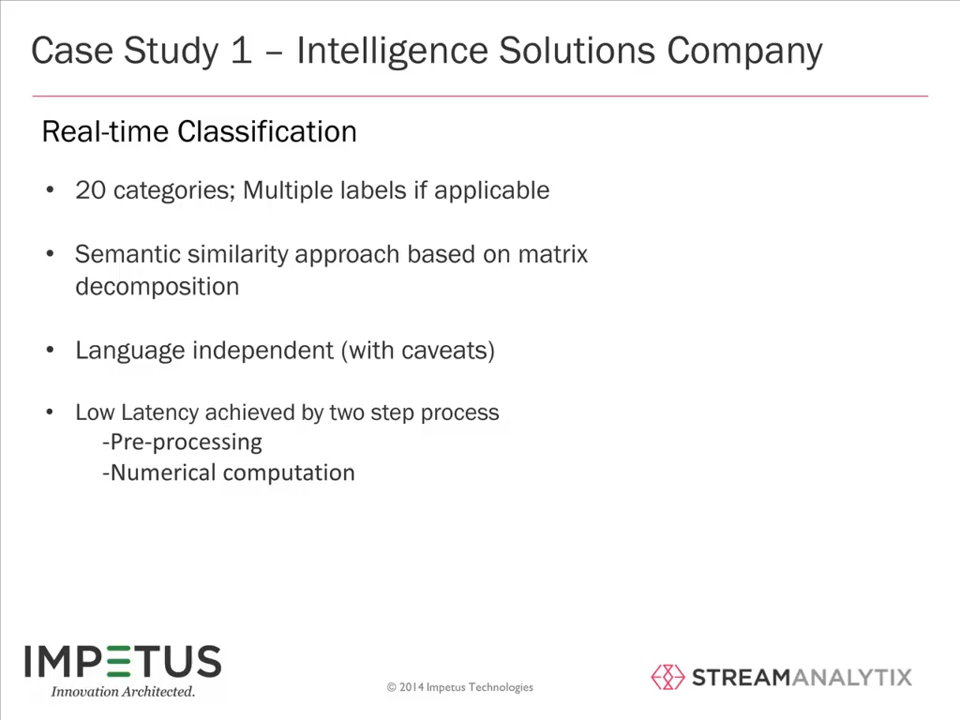 Case Study 1 – Intelligence Solutions Company
Real-time Classification
• 20 categories; Multiple labels if applicable
• Semantic similarity approach based on matrix
decomposition
• Language independent (with caveats)
• Low Latency achieved by two step process
-Pre-processing
-Numerical computation
IMPETUS
Innovation Architected.
© 2014 Impetus Technologies
STREAMANALYTIX